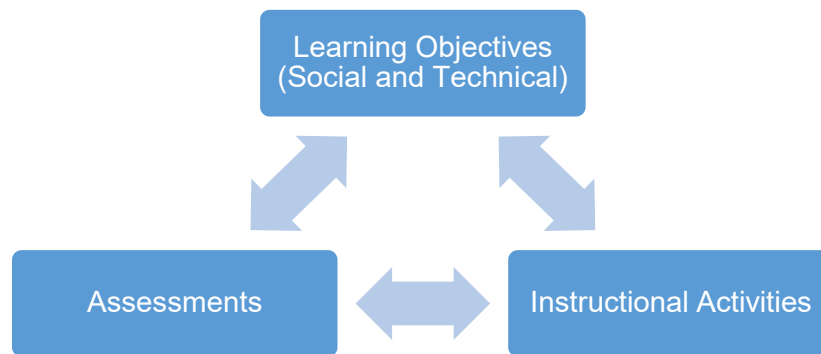 Learning Objectives
(Social and Technical)
Assessments
Instructional Activities